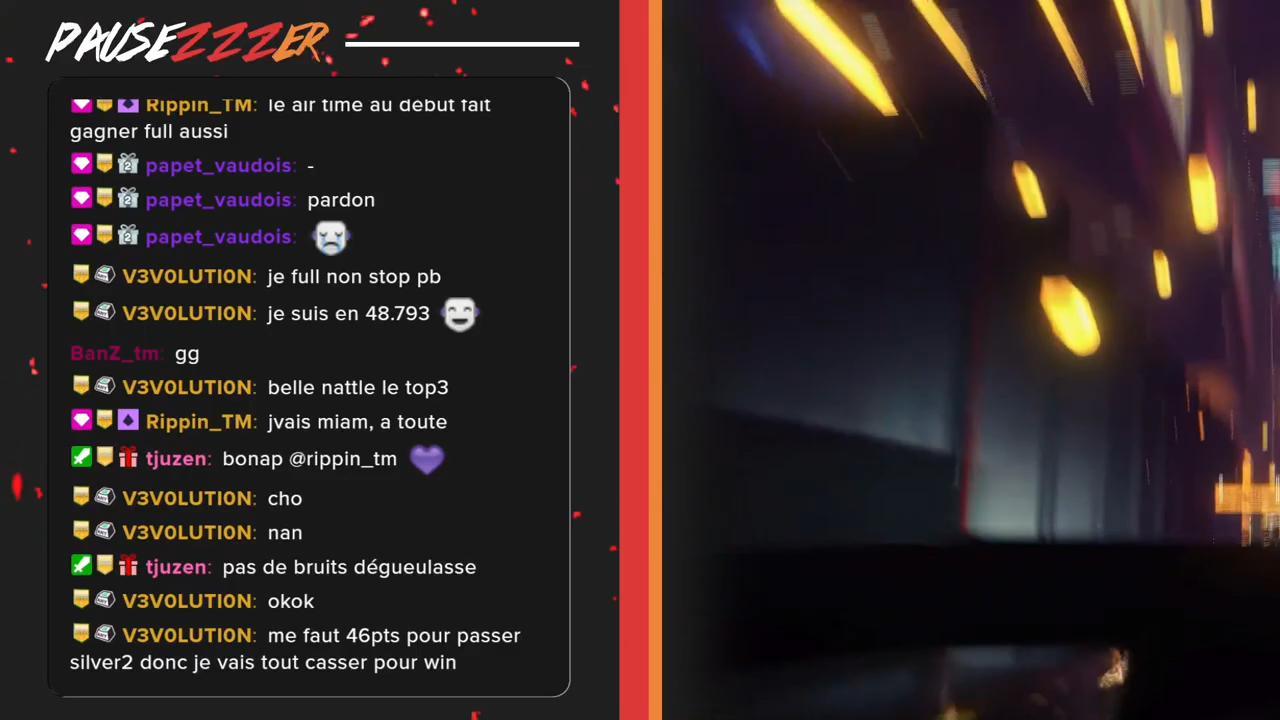 PAUSEZZZER
Rippin_TM: le air time au début fait
gagner full aussi
papet_vaudois: -
papet_vaudois: pardon
papet_vaudois:
V3V0LUTI0N: je full non stop pb
V3V0LUTI0N: je suis en 48.793
BanZ_tm: gg
V3V0LUTI0N: belle nattle le top3
Rippin_TM: jvais miam, a toute
tjuzen: bonap @rippin_tm
V3V0LUTI0N: cho
V3V0LUTI0N: nan
tjuzen: pas de bruits dégueulasse
V3V0LUTI0N: okok
V3V0LUTI0N: me faut 46pts pour passer
silver2 donc je vais tout casser pour win